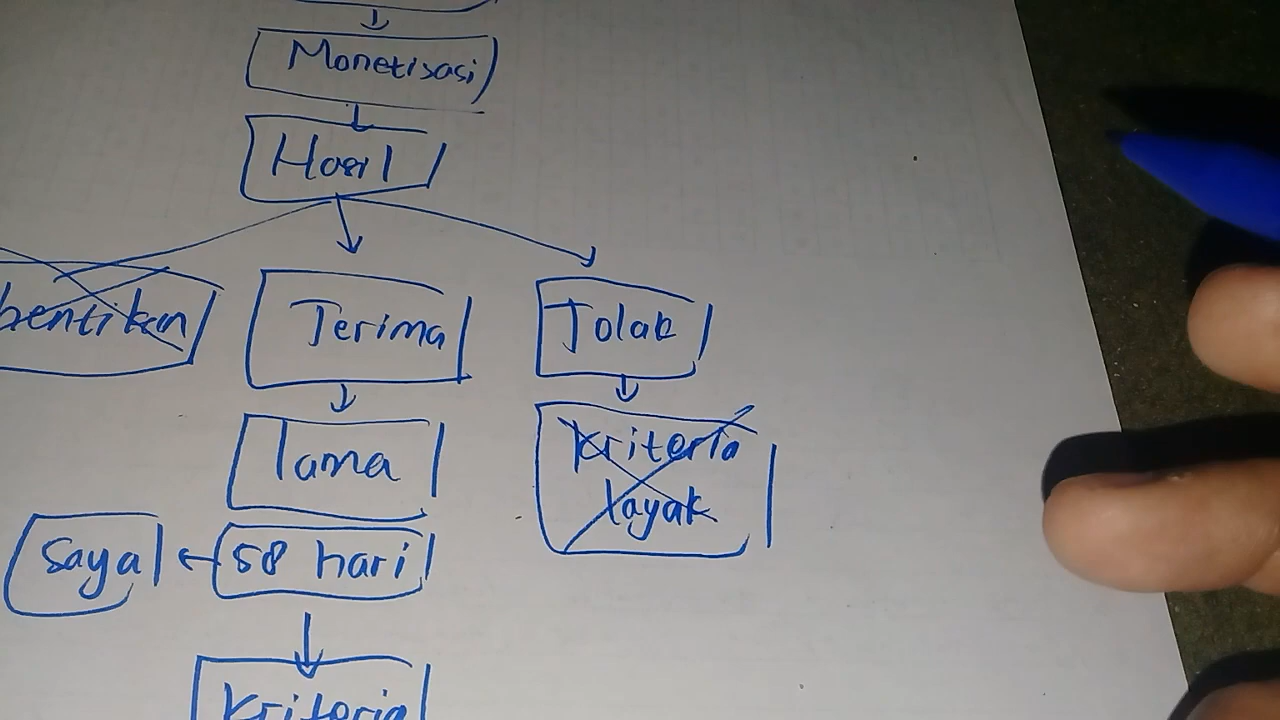 Monetisasi
Hasil
bentikan
Terima
Tolak
lama
Kriteria
layak
Saya
58 hari
Kriteria